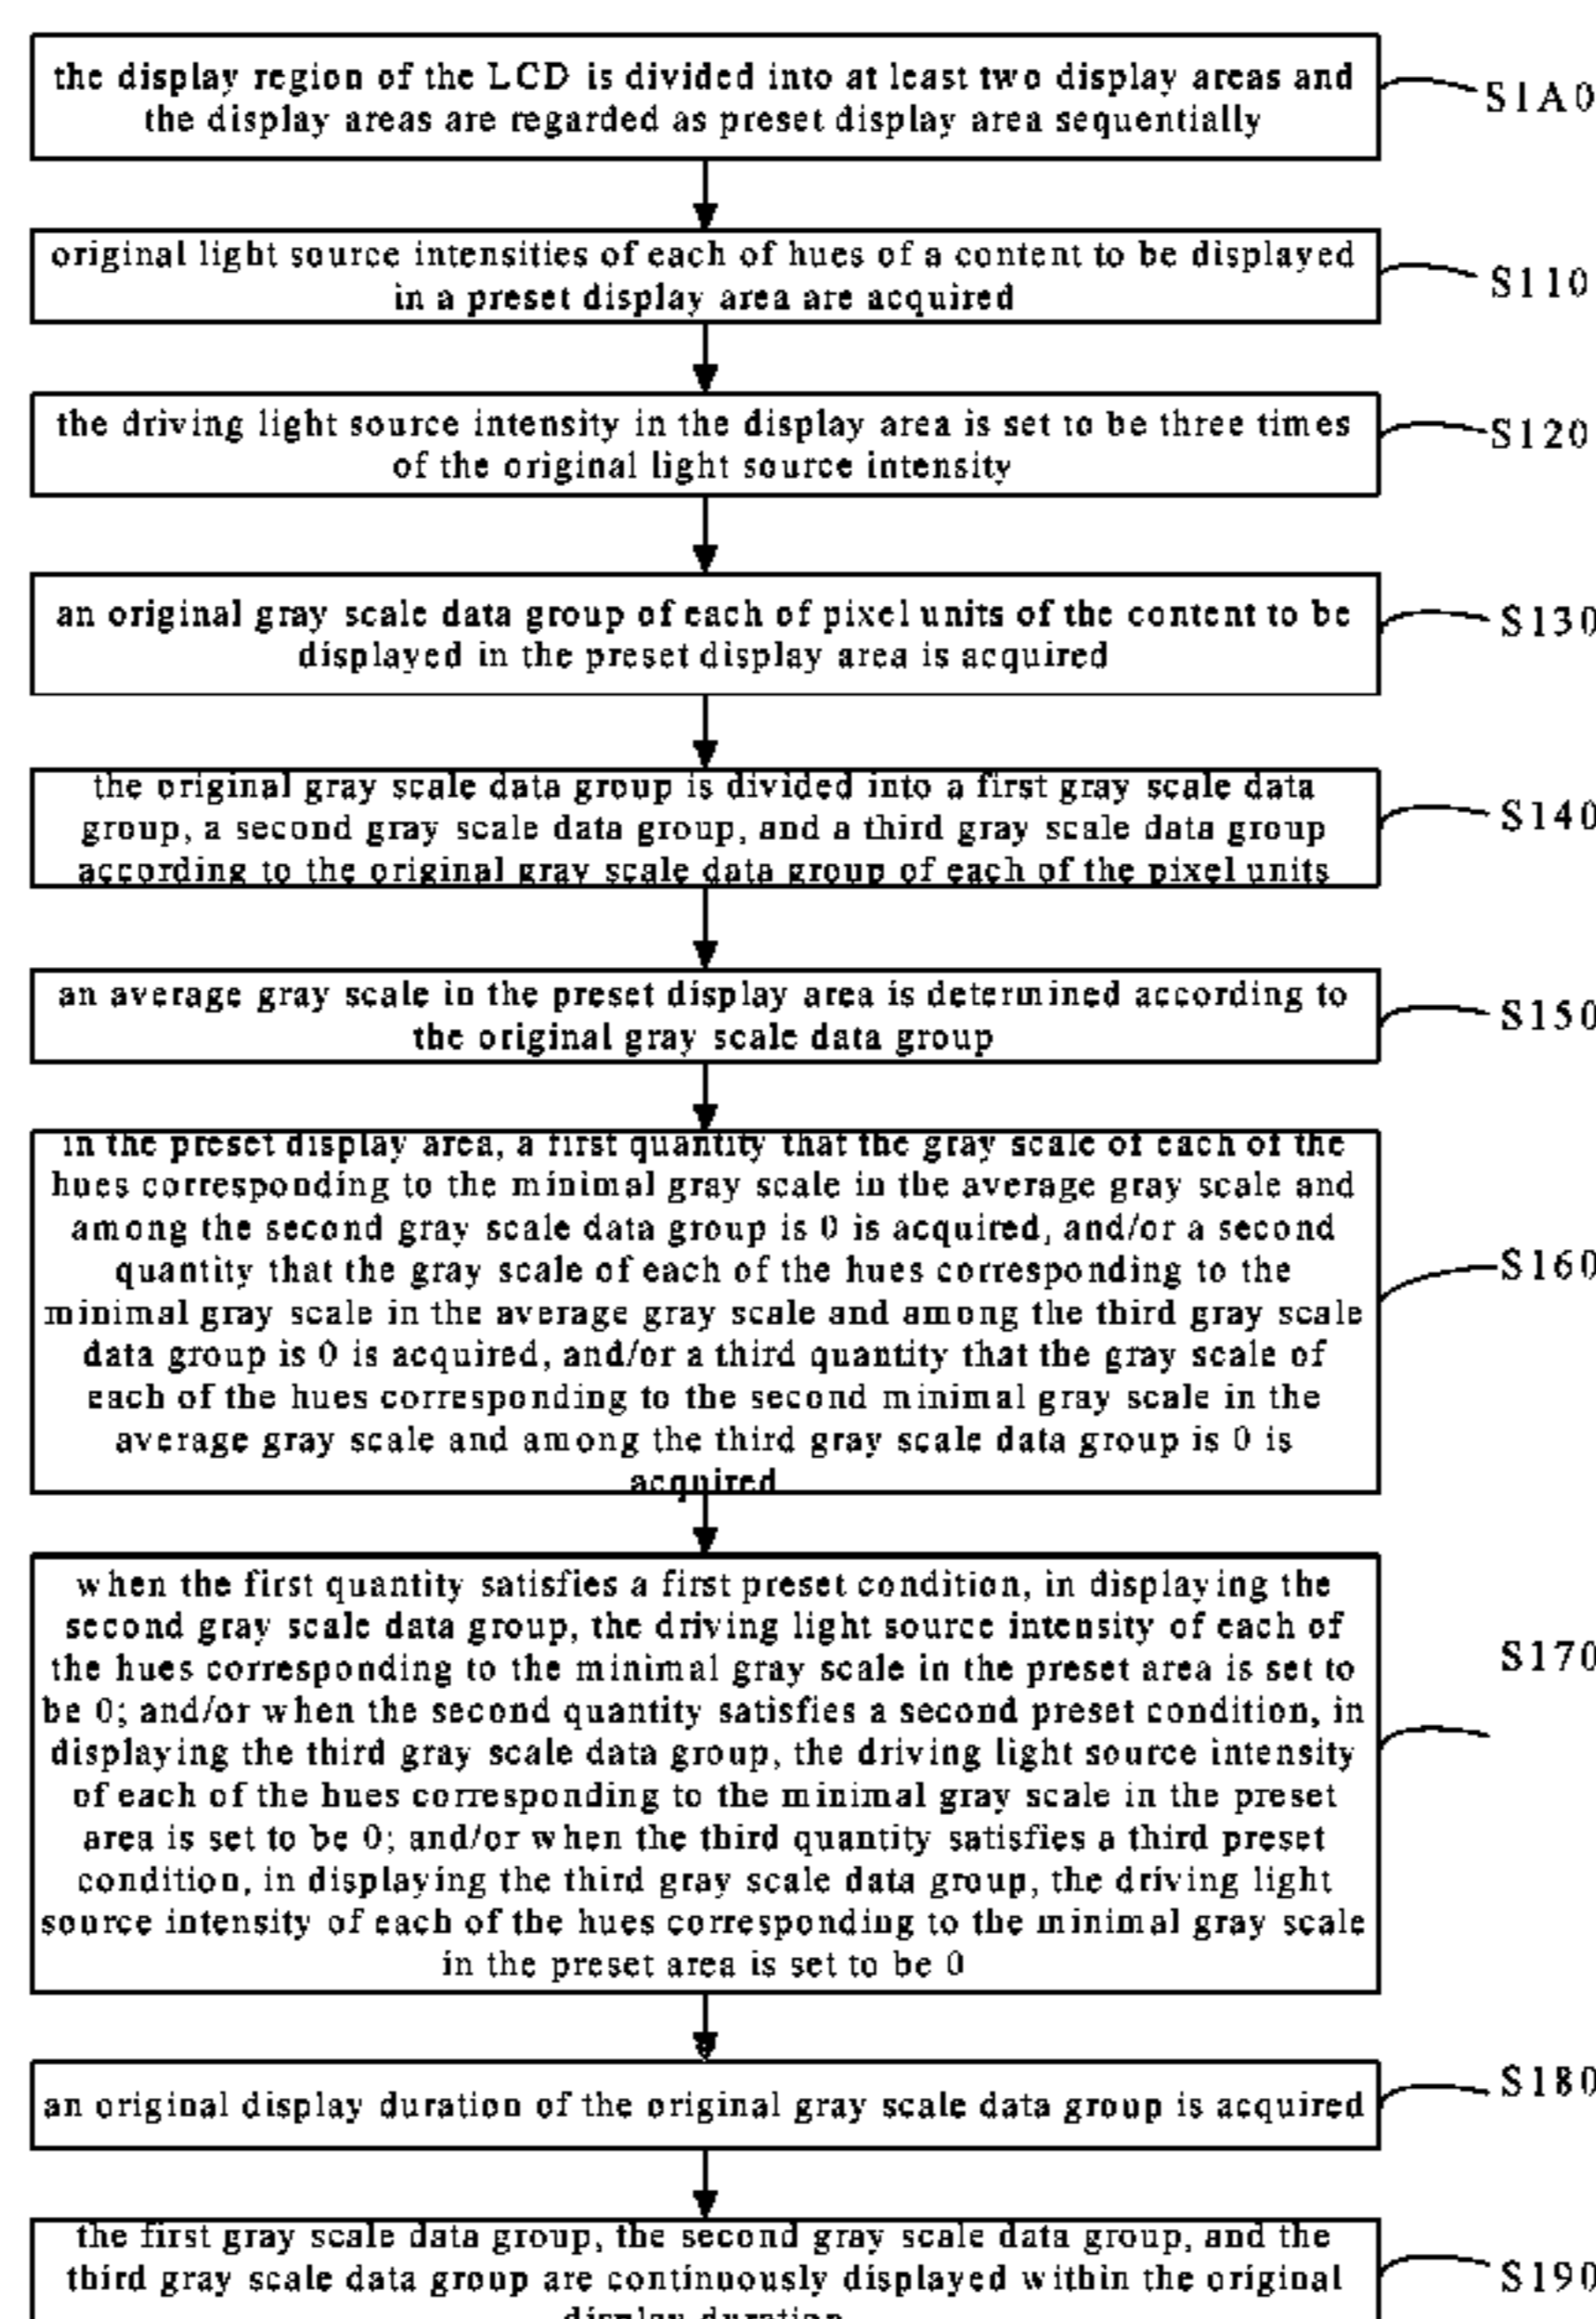 the display region of the LCD is divided into at least two display areas and
the display areas are regarded as preset display area sequentially
S1A0
original light source intensities of each of hues of a content to be displayed
in a preset display area are acquired
S110
the driving light source intensity in the display area is set to be three times
of the original light source intensity
S120
an original gray scale data group of each of pixel units of the content to be
displayed in the preset display area is acquired
S130
the original gray scale data group is divided into a first gray scale data
group, a second gray scale data group, and a third gray scale data group
according to the original gray scale data group of each of the pixel units
S140
an average gray scale in the preset display area is determined according to
the original gray scale data group
S150
in the preset display area, a first quantity that the gray scale of each of the
hues corresponding to the minimal gray scale in the average gray scale and
among the second gray scale data group is 0 is acquired, and/or a second
quantity that the gray scale of each of the hues corresponding to the
minimal gray scale in the average gray scale and among the third gray scale
data group is 0 is acquired, and/or a third quantity that the gray scale of
each of the hues corresponding to the second minimal gray scale in the
average gray scale and among the third gray scale data group is 0 is
acquired
S160
when the first quantity satisfies a first preset condition, in displaying the
second gray scale data group, the driving light source intensity of each of
the hues corresponding to the minimal gray scale in the preset area is set to
be 0; and/or when the second quantity satisfies a second preset condition, in
displaying the third gray scale data group, the driving light source intensity
of each of the hues corresponding to the minimal gray scale in the preset
area is set to be 0; and/or when the third quantity satisfies a third preset
condition, in displaying the third gray scale data group, the driving light
source intensity of each of the hues corresponding to the minimal gray scale
in the preset area is set to be 0
S170
an original display duration of the original gray scale data group is acquired
S180
the first gray scale data group, the second gray scale data group, and the
third gray scale data group are continuously displayed within the original
display duration
S190